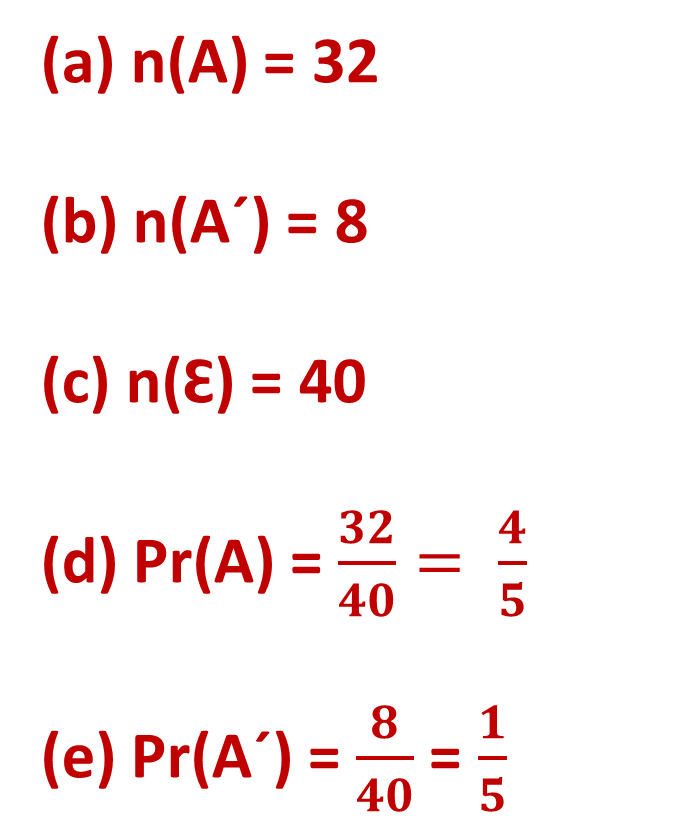 (a) n(A) = 32
(b) n(A´) = 8
(c) n(Ɛ) = 40
(d) Pr(A) = 32/40 = 4/5
(e) Pr(A´) = 8/40 = 1/5